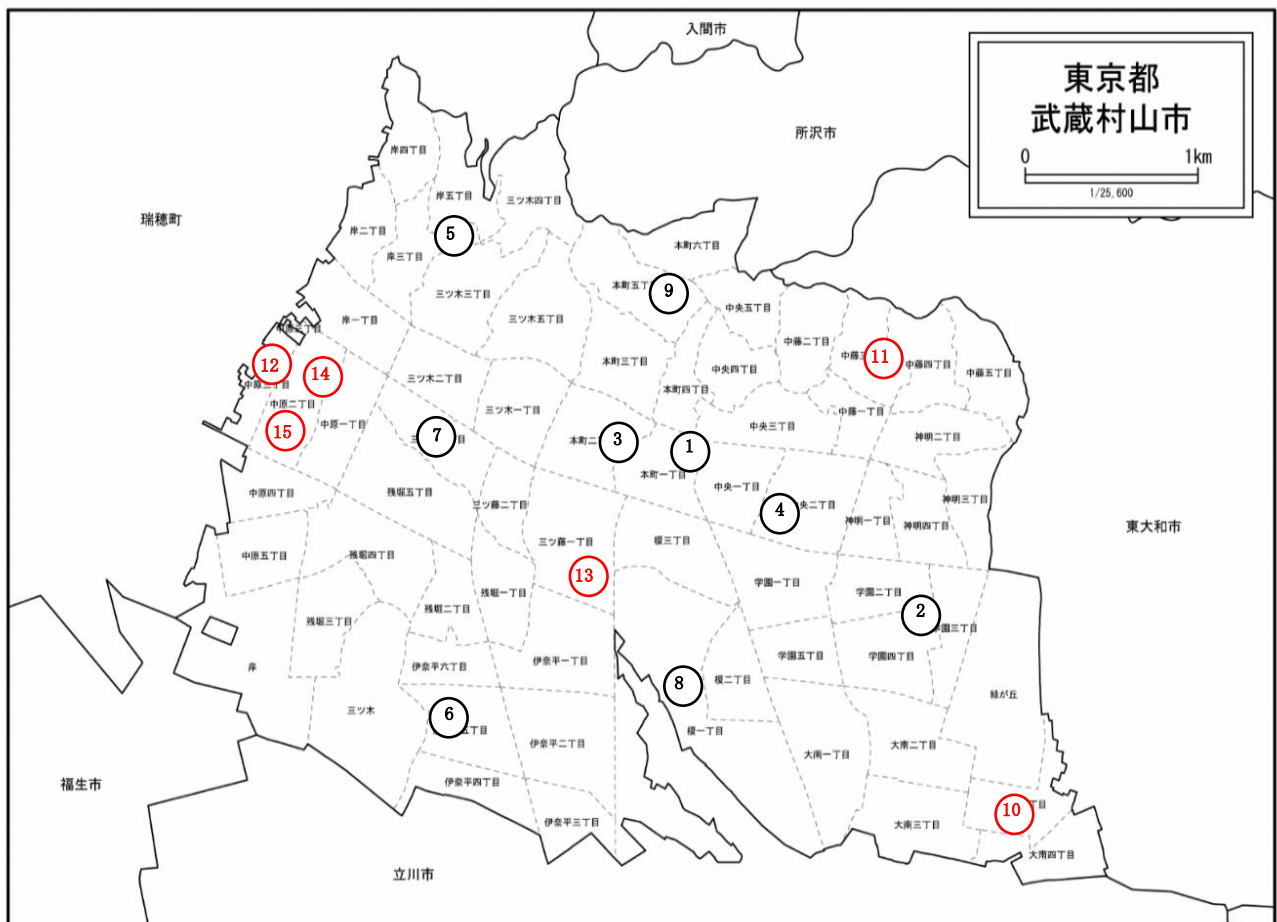 入間市
東京都
武蔵村山市
0 1km
1/25,600
所沢市
瑞穂町
岸四丁目
岸五丁目
三ツ木四丁目
岸二丁目
5
岸三丁目
本町六丁目
三ツ木三丁目
本町五丁
9
中央五丁目
岸一丁目
三ツ木五丁目
中藤二丁目
中藤三
11
中藤四丁目
中藤五丁目
12
14
三ツ木二丁目
本町三丁目
中央四丁目
本町四丁目
中原二丁目
三ツ木一丁目
中藤一丁目
15
中原一丁目
7
丁目
本町二
3
1
中央三丁目
神明二丁目
本町一丁目
中原四丁目
残堀五丁目
三ツ藤二丁目
中央一丁目
4
央二丁目
神明三丁目
神明一丁目
神明四丁目
東大和市
中原五丁目
残堀四丁目
三ツ藤一丁目
榎三丁目
13
学園一丁目
学園二丁目
残堀一丁目
残堀二丁目
2
学園三丁目
残堀三丁目
岸
伊奈平六丁目
伊奈平一丁目
学園五丁目
学園四丁目
8
榎二丁目
緑が丘
三ツ木
6
五丁目
榎一丁目
伊奈平二丁目
大南一丁目
大南二丁目
福生市
伊奈平四丁目
10
丁目
伊奈平三丁目
大南三丁目
大南四丁目
立川市